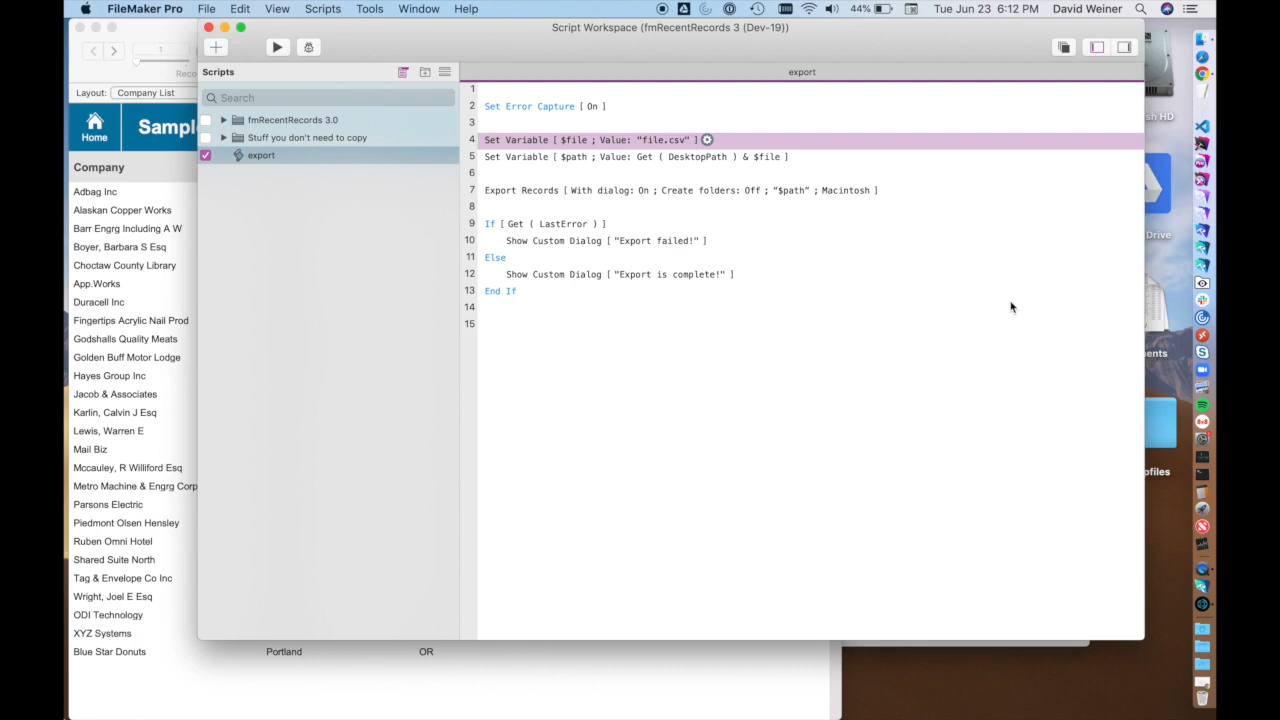 FileMaker Pro File Edit View Scripts Tools Window Help 44% Tue Jun 23 6:12 PM David Weiner
Script Workspace (fmRecentRecords 3 (Dev-19))
1
Layout: Company List
Home
Company
Adbag Inc
Alaskan Copper Works
Barr Engrg Including A W
Boyer, Barbara S Esq
Choctaw County Library
App.Works
Duracell Inc
Fingertips Acrylic Nail Prod
Godshalls Quality Meats
Golden Buff Motor Lodge
Hayes Group Inc
Jacob & Associates
Karlin, Calvin J Esq
Lewis, Warren E
Mail Biz
Mccauley, R Williford Esq
Metro Machine & Engrg Corp
Parsons Electric
Piedmont Olsen Hensley
Ruben Omni Hotel
Shared Suite North
Tag & Envelope Co Inc
Wright, Joel E Esq
ODI Technology
XYZ Systems
Blue Star Donuts Portland OR
Scripts
Search
fmRecentRecords 3.0
Stuff you don't need to copy
export
export
1
2 Set Error Capture [ On ]
3
4 Set Variable [ $file ; Value: "file.csv" ]
5 Set Variable [ $path ; Value: Get ( DesktopPath ) & $file ]
6
7 Export Records [ With dialog: On ; Create folders: Off ; "$path" ; Macintosh ]
8
9 If [ Get ( LastError ) ]
10 Show Custom Dialog [ "Export failed!" ]
11 Else
12 Show Custom Dialog [ "Export is complete!" ]
13 End If
14
15
sh HD
Drive
ents
ofiles
8x8